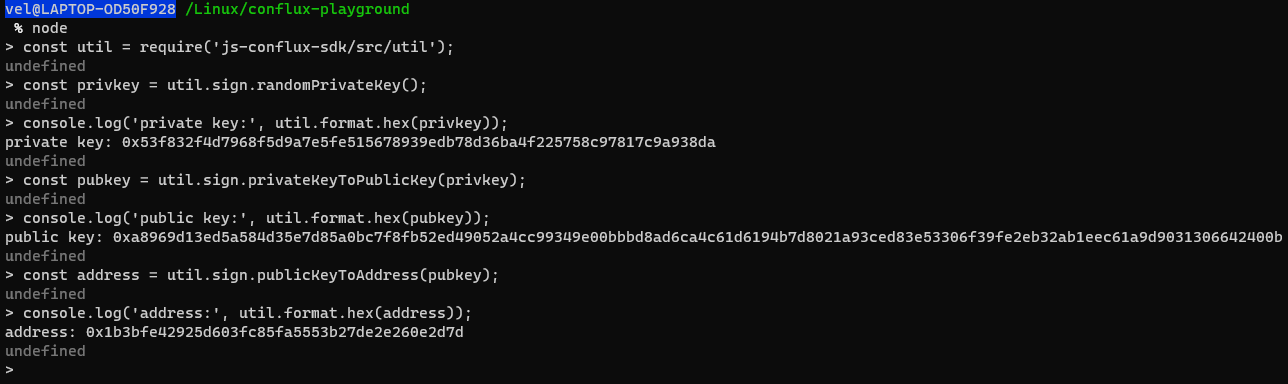 vel@LAPTOP-OD50F928 /Linux/conflux-playground
% node
> const util = require('js-conflux-sdk/src/util');
undefined
> const privkey = util.sign.randomPrivateKey();
undefined
> console.log('private key:', util.format.hex(privkey));
private key: 0x53f832f4d7968f5d9a7e5fe515678939edb78d36ba4f225758c97817c9a938da
undefined
> const pubkey = util.sign.privateKeyToPublicKey(privkey);
undefined
> console.log('public key:', util.format.hex(pubkey));
public key: 0xa8969d13ed5a584d35e7d85a0bc7f8fb52ed49052a4cc99349e00bbbd8ad6ca4c61d6194b7d8021a93ced83e53306f39fe2eb32ab1eec61a9d9031306642400b
undefined
> const address = util.sign.publicKeyToAddress(pubkey);
undefined
> console.log('address:', util.format.hex(address));
address: 0x1b3bfe42925d603fc85fa5553b27de2e260e2d7d
undefined
>